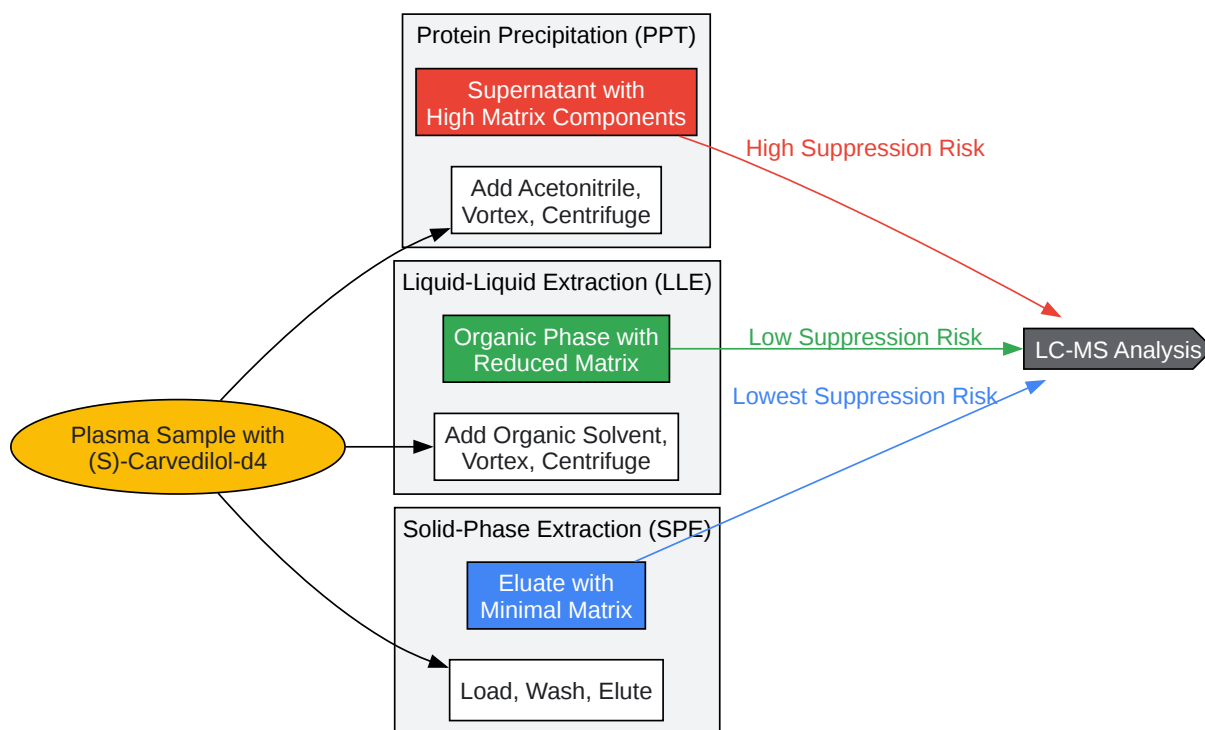 Protein Precipitation (PPT)
Supernatant with
High Matrix Components
High Suppression Risk
Add Acetonitrile,
Vortex, Centrifuge
Liquid-Liquid Extraction (LLE)
Organic Phase with
Reduced Matrix
Low Suppression Risk
LC-MS Analysis
Lowest Suppression Risk
Plasma Sample with
(S)-Carvedilol-d4
Add Organic Solvent,
Vortex, Centrifuge
Solid-Phase Extraction (SPE)
Eluate with
Minimal Matrix
Load, Wash, Elute